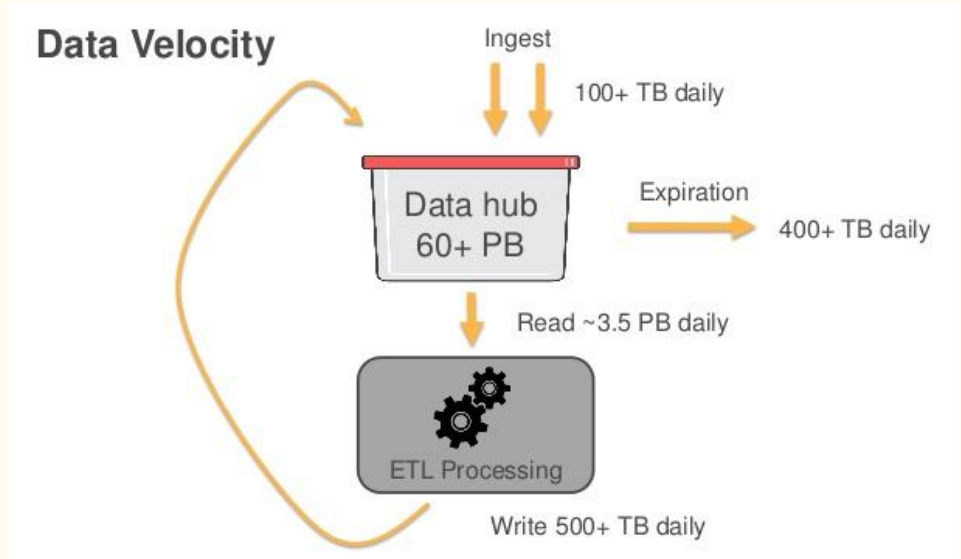 Data Velocity
Ingest
100+ TB daily
Data hub
60+ PB
Expiration
400+ TB daily
Read ~3.5 PB daily
ETL Processing
Write 500+ TB daily